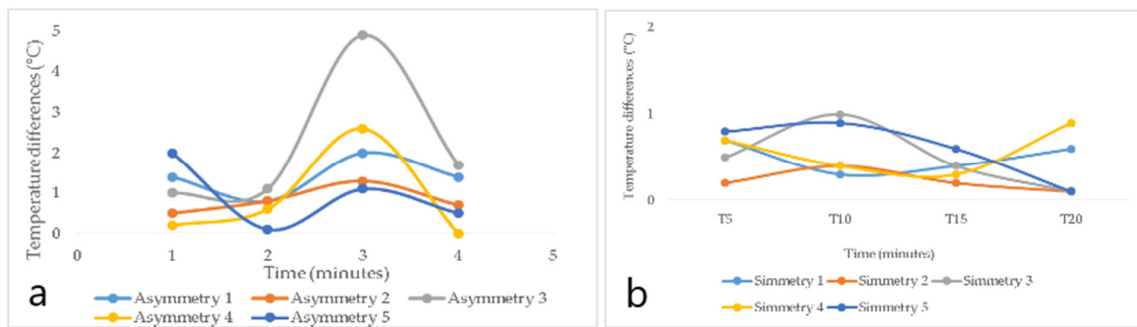 Temperature differences (°C)
5
4
3
2
1
0
0 1 2 3 4 5
Time (minutes)
a
Asymmetry 1 Asymmetry 2 Asymmetry 3
Asymmetry 4 Asymmetry 5
Temperature differences (°C)
2
1
0
T5 T10 T15 T20
Time (minutes)
b
Simmetry 1 Simmetry 2 Simmetry 3
Simmetry 4 Simmetry 5